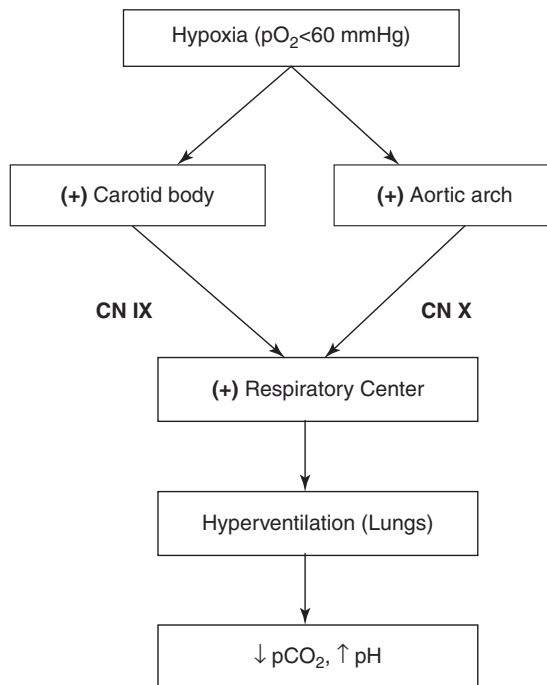 Hypoxia (pO₂<60 mmHg)
(+) Carotid body
(+) Aortic arch
CN IX
CN X
(+) Respiratory Center
Hyperventilation (Lungs)
↓ pCO₂, ↑ pH